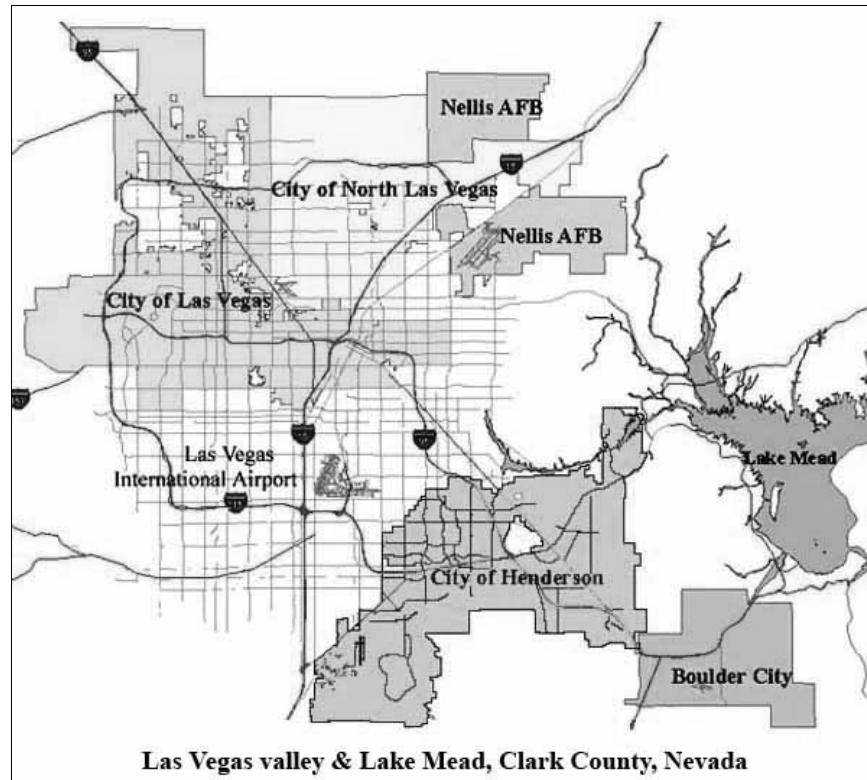 Nellis AFB
City of North Las Vegas
Nellis AFB
City of Las Vegas
Las Vegas
International Airport
Lake Mead
City of Henderson
Boulder City
Las Vegas valley & Lake Mead, Clark County, Nevada